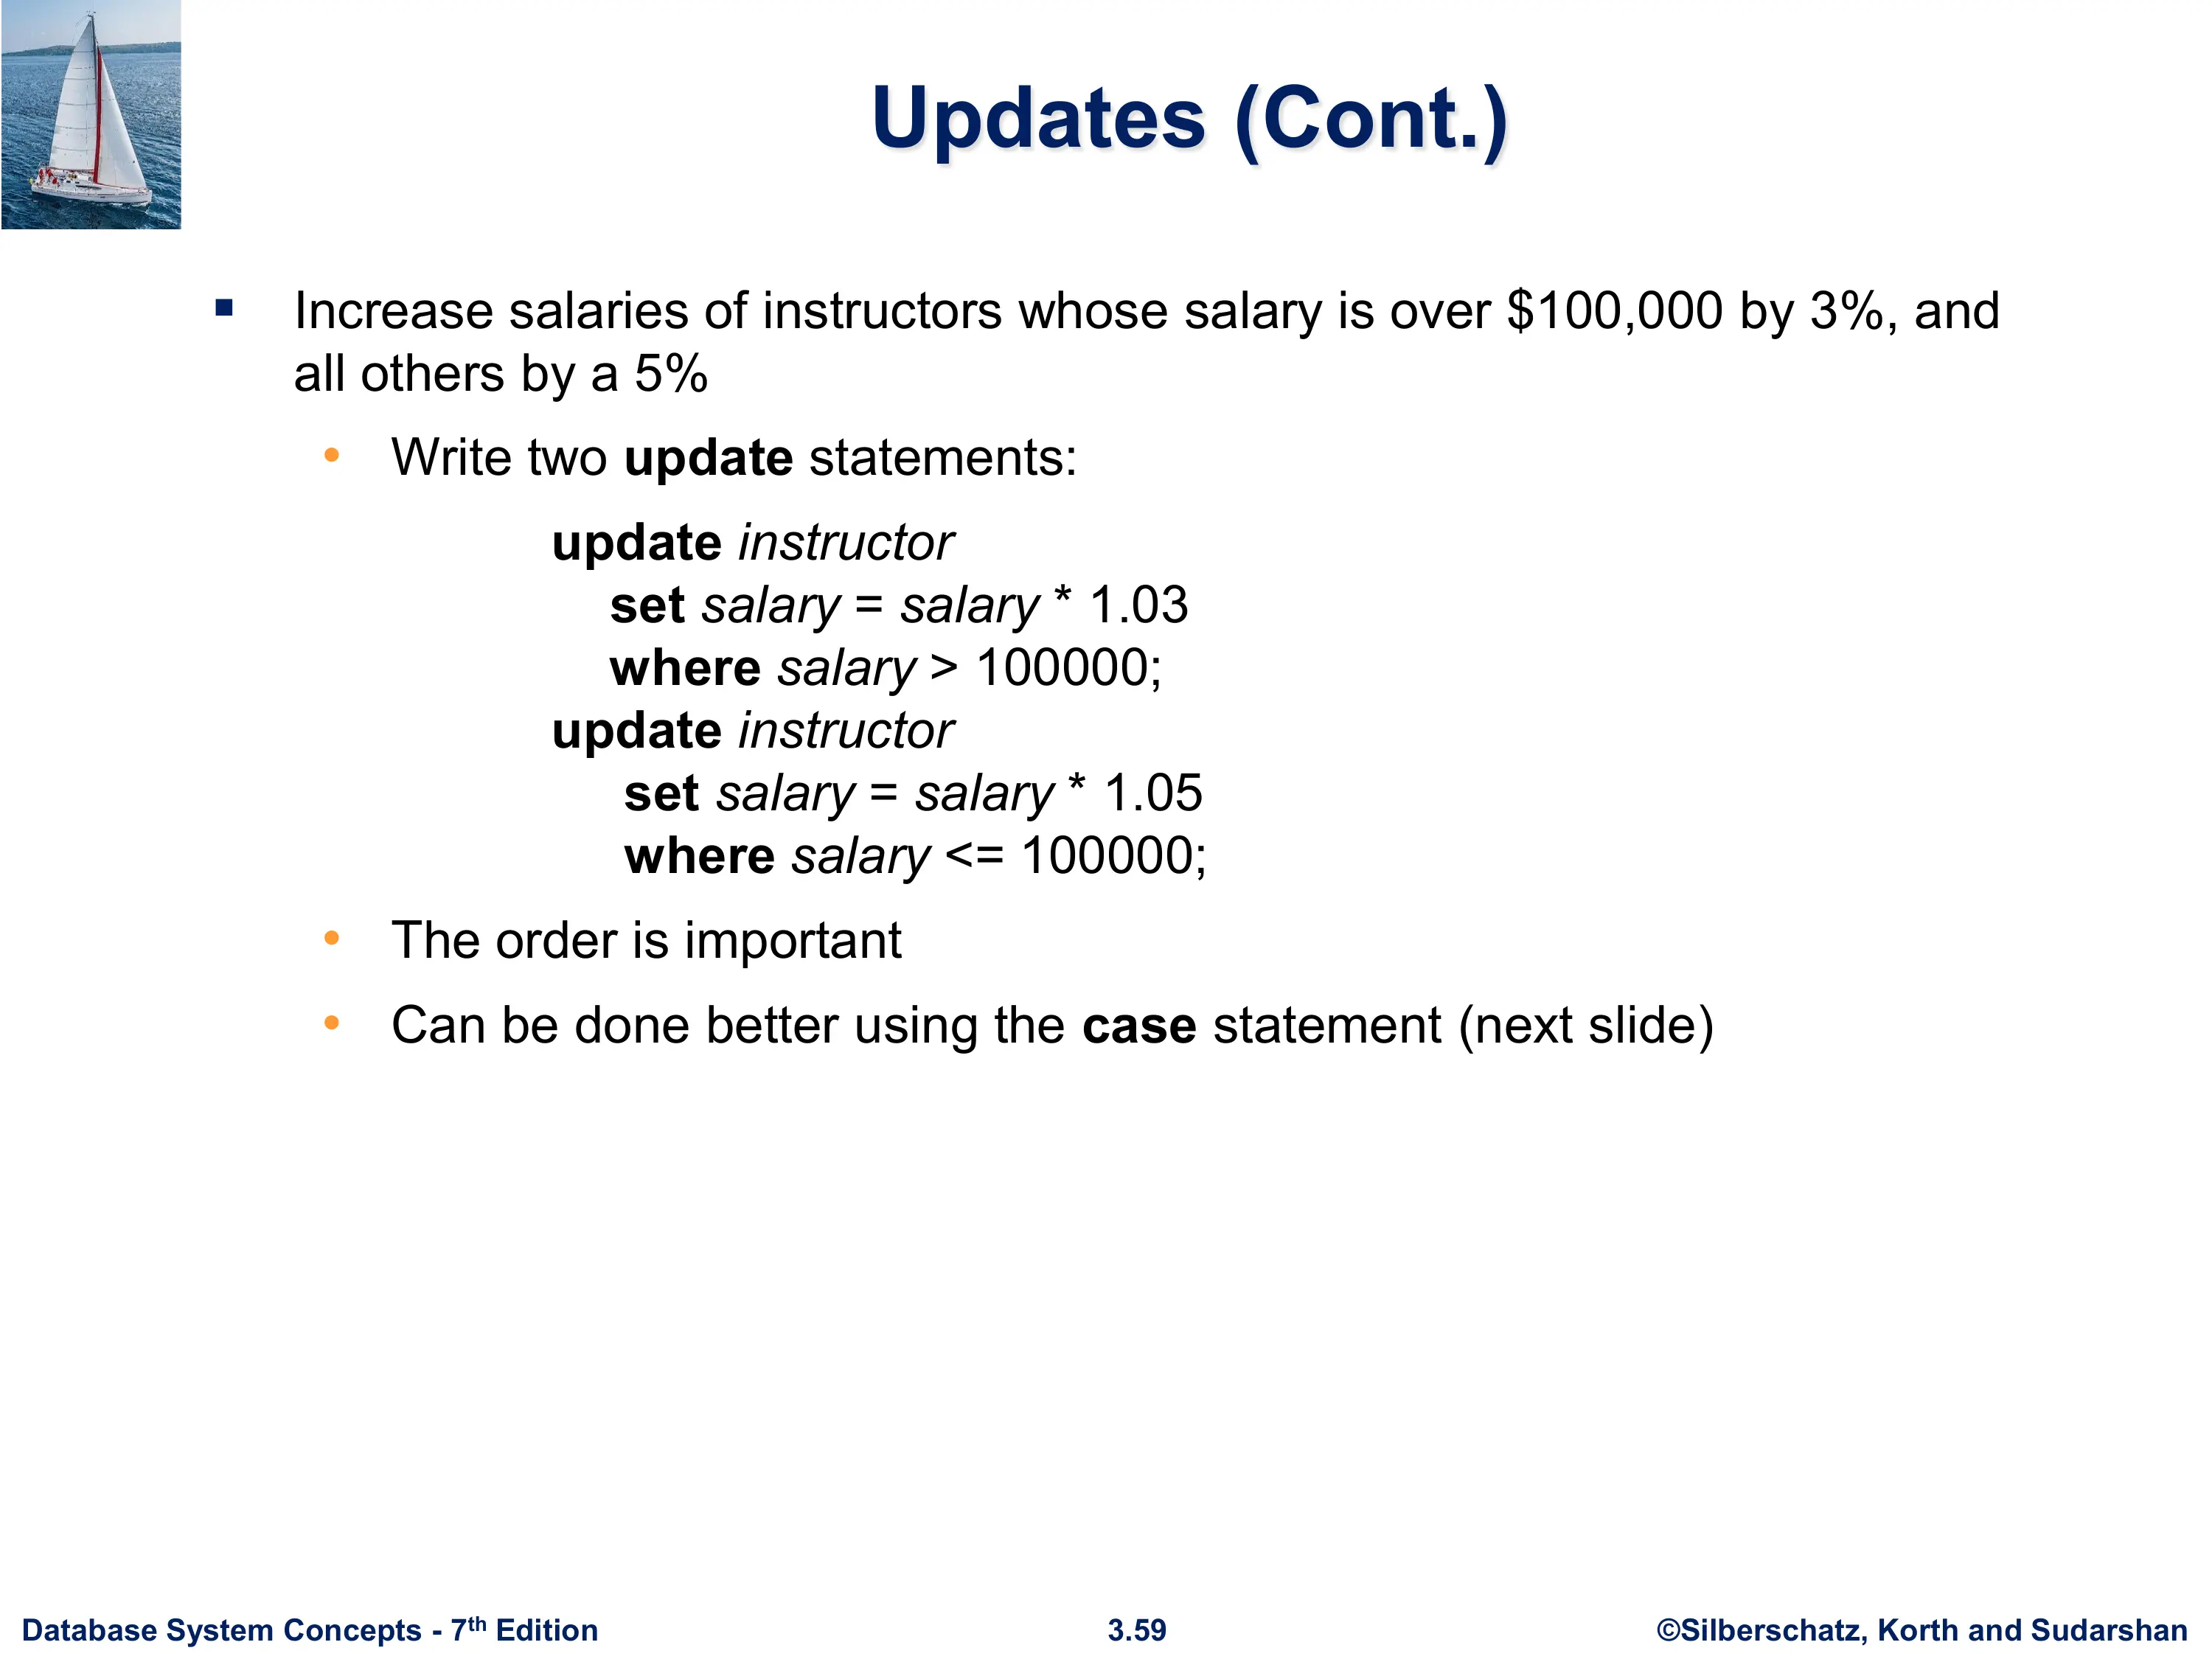 Updates (Cont.)
▪ Increase salaries of instructors whose salary is over $100,000 by 3%, and
all others by a 5%
• Write two update statements:
update instructor
set salary = salary * 1.03
where salary > 100000;
update instructor
set salary = salary * 1.05
where salary <= 100000;
• The order is important
• Can be done better using the case statement (next slide)
Database System Concepts - 7th Edition
3.59
©Silberschatz, Korth and Sudarshan